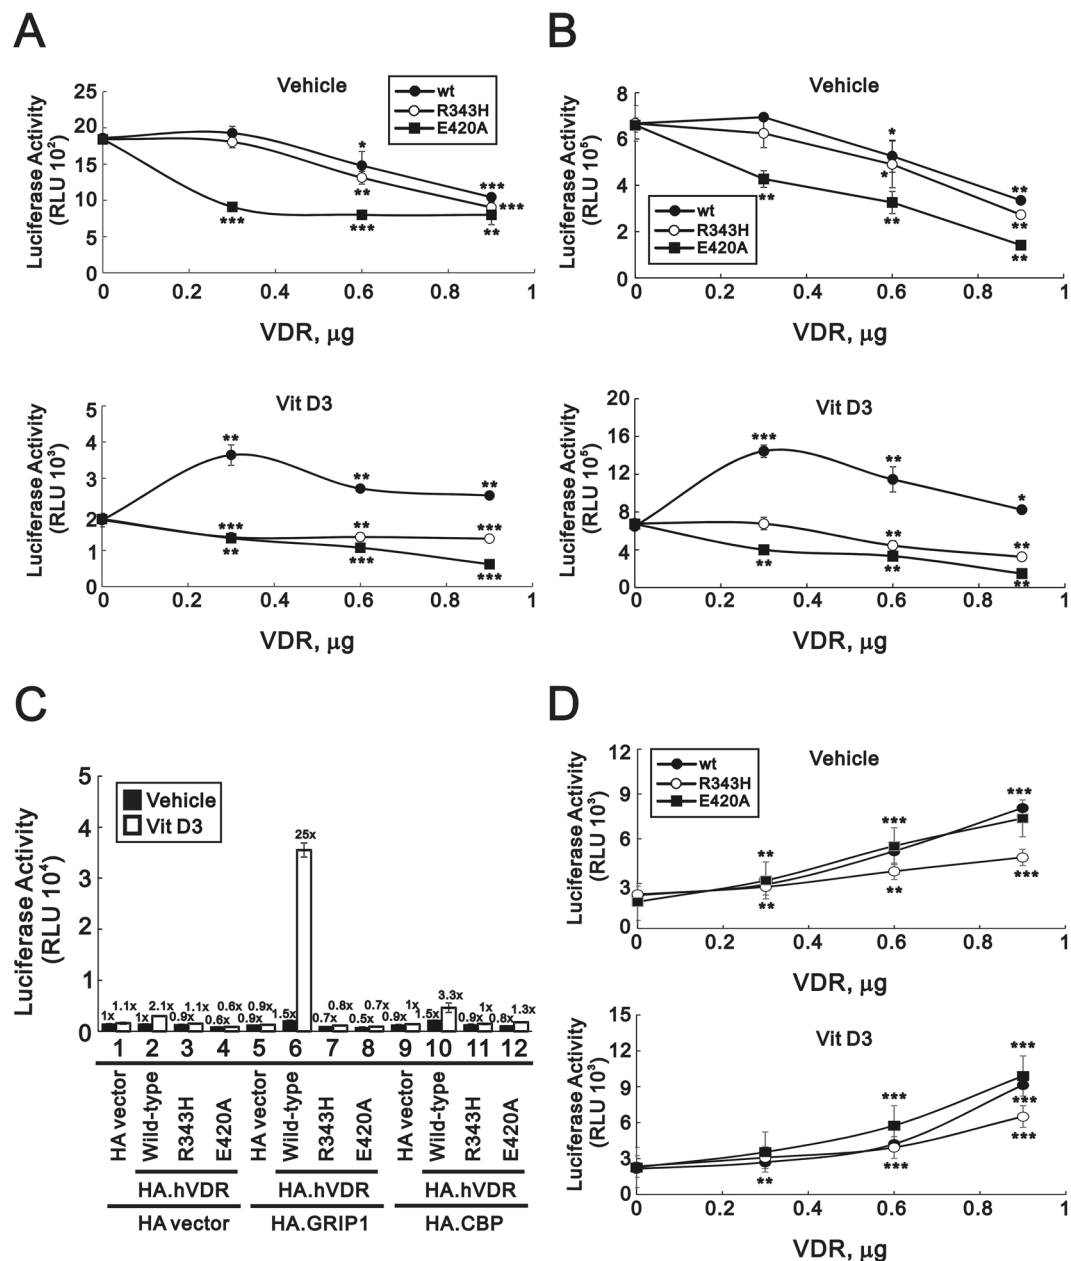 A
Vehicle
wt
R343H
E420A
Luciferase Activity
(RLU 10²)
25
20
15
10
5
0
*
**
***
***
***
***
**
0 0.2 0.4 0.6 0.8 1
VDR, µg
Vit D3
Luciferase Activity
(RLU 10³)
5
4
3
2
1
0
**
**
**
***
**
**
***
***
***
0 0.2 0.4 0.6 0.8 1
VDR, µg
B
Vehicle
wt
R343H
E420A
Luciferase Activity
(RLU 10⁵)
8
6
4
2
0
*
*
**
**
**
**
**
0 0.2 0.4 0.6 0.8 1
VDR, µg
Vit D3
Luciferase Activity
(RLU 10⁵)
20
16
12
8
4
0
***
**
*
**
**
**
**
**
0 0.2 0.4 0.6 0.8 1
VDR, µg
C
Vehicle
Vit D3
Luciferase Activity
(RLU 10⁴)
5
4
3
2
1
0
1x 1.1x 1x 2.1x 0.9x 1.1x 0.6x 0.6x 0.9x 0.9x 1.5x 25x 0.7x 0.8x 0.5x 0.7x 0.9x 1x 1.5x 3.3x 0.9x 1x 0.8x 1.3x
1 2 3 4 5 6 7 8 9 10 11 12
HA vector
Wild-type
R343H
E420A
HA vector
Wild-type
R343H
E420A
HA vector
Wild-type
R343H
E420A
HA.hVDR HA.hVDR HA.hVDR
HA vector HA.GRIP1 HA.CBP
D
Vehicle
wt
R343H
E420A
Luciferase Activity
(RLU 10³)
12
9
6
3
0
**
***
***
**
**
***
0 0.2 0.4 0.6 0.8 1
VDR, µg
Vit D3
Luciferase Activity
(RLU 10³)
15
12
9
6
3
0
***
***
***
**
***
***
0 0.2 0.4 0.6 0.8 1
VDR, µg